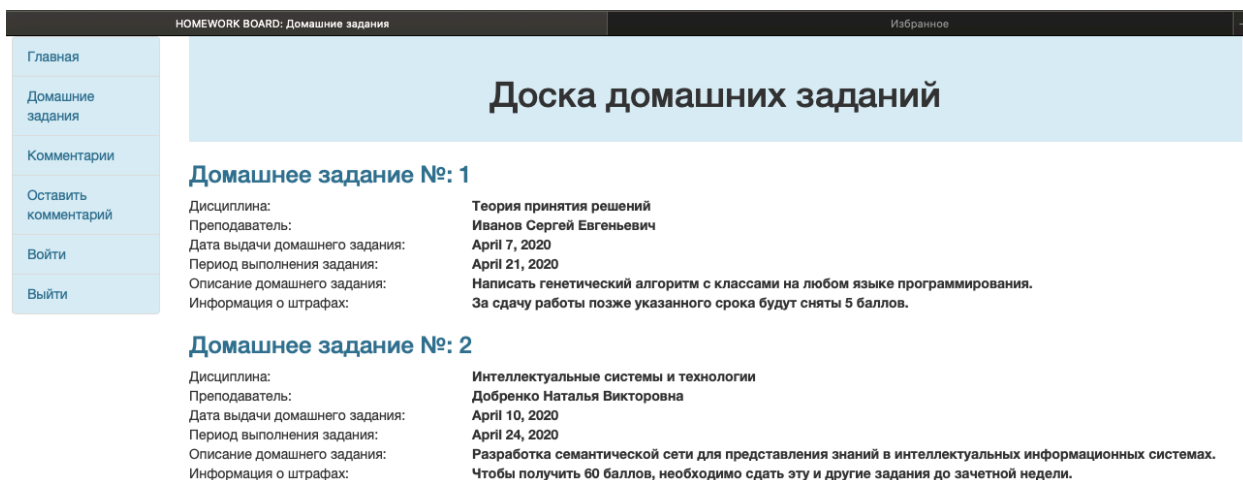 HOMEWORK BOARD: Домашние задания
Избранное
Главная
Домашние
задания
Комментарии
Оставить
комментарий
Войти
Выйти
Доска домашних заданий
Домашнее задание №: 1
Дисциплина: Теория принятия решений
Преподаватель: Иванов Сергей Евгеньевич
Дата выдачи домашнего задания: April 7, 2020
Период выполнения задания: April 21, 2020
Описание домашнего задания: Написать генетический алгоритм с классами на любом языке программирования.
Информация о штрафах: За сдачу работы позже указанного срока будут сняты 5 баллов.
Домашнее задание №: 2
Дисциплина: Интеллектуальные системы и технологии
Преподаватель: Добренко Наталья Викторовна
Дата выдачи домашнего задания: April 10, 2020
Период выполнения задания: April 24, 2020
Описание домашнего задания: Разработка семантической сети для представления знаний в интеллектуальных информационных системах.
Информация о штрафах: Чтобы получить 60 баллов, необходимо сдать эту и другие задания до зачетной недели.